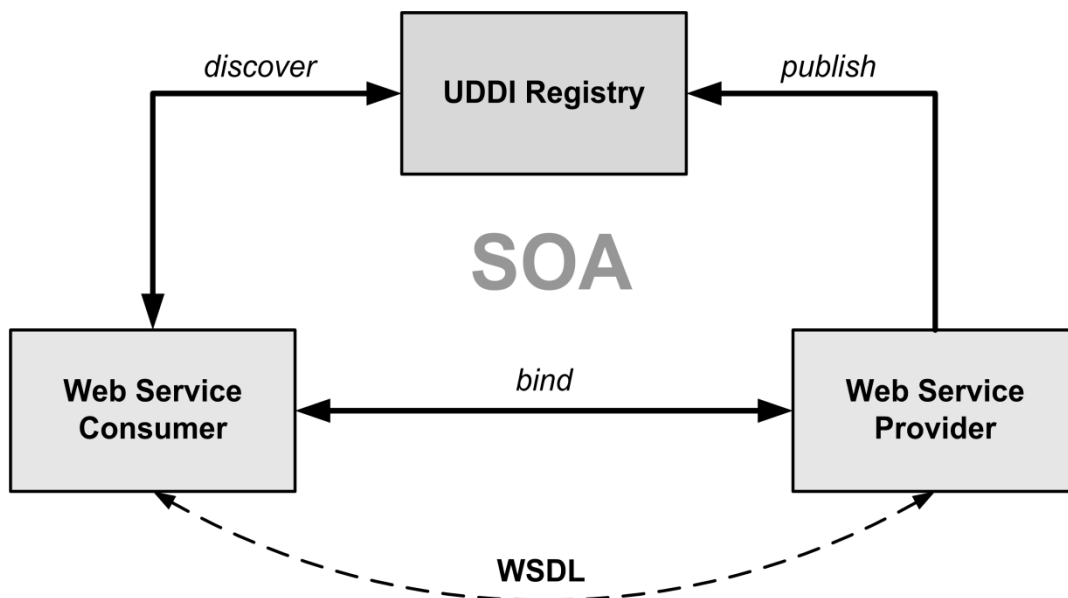 discover
publish
UDDI Registry
SOA
Web Service
Consumer
bind
Web Service
Provider
WSDL